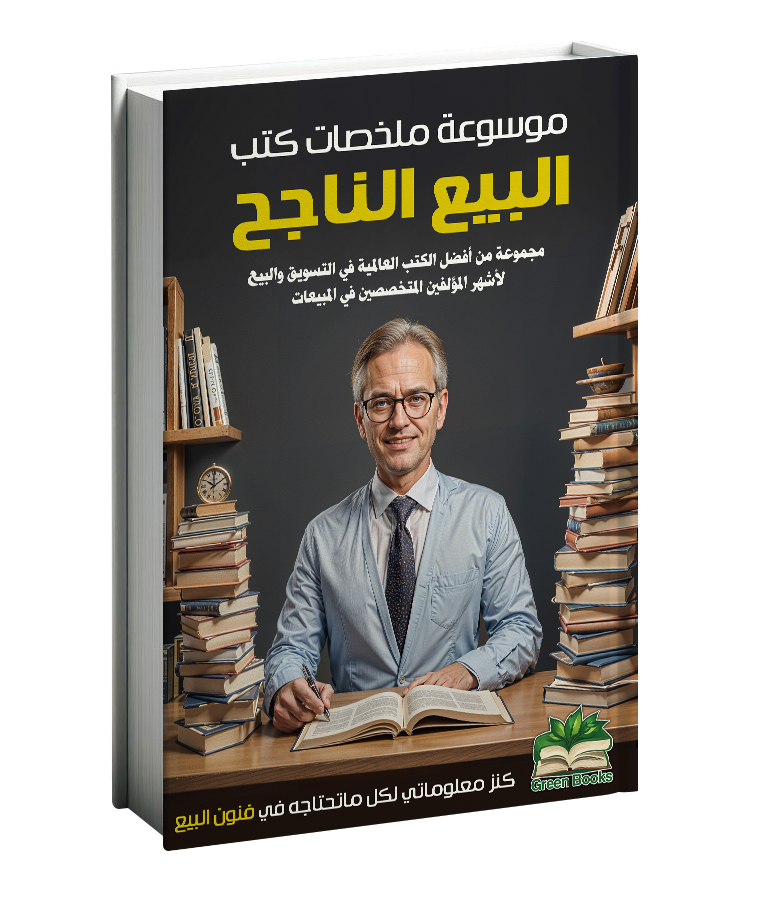 موسوعة ملخصات كتب
البيع الناجح
مجموعة من أفضل الكتب العالمية في التسويق والبيع
لأشهر المؤلفين المتخصصين في المبيعات
Green Books
كنز معلوماتي لكل ماتحتاجه في فنون البيع